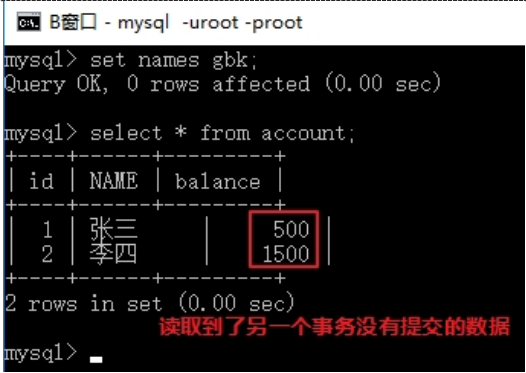 B窗口 - mysql -uroot -proot
mysql> set names gbk;
Query OK, 0 rows affected (0.00 sec)
mysql> select * from account;
+----+------+---------+
| id | NAME | balance |
+----+------+---------+
| 1 | 张三 | 500 |
| 2 | 李四 | 1500 |
+----+------+---------+
2 rows in set (0.00 sec)
读取到了另一个事务没有提交的数据
mysql>